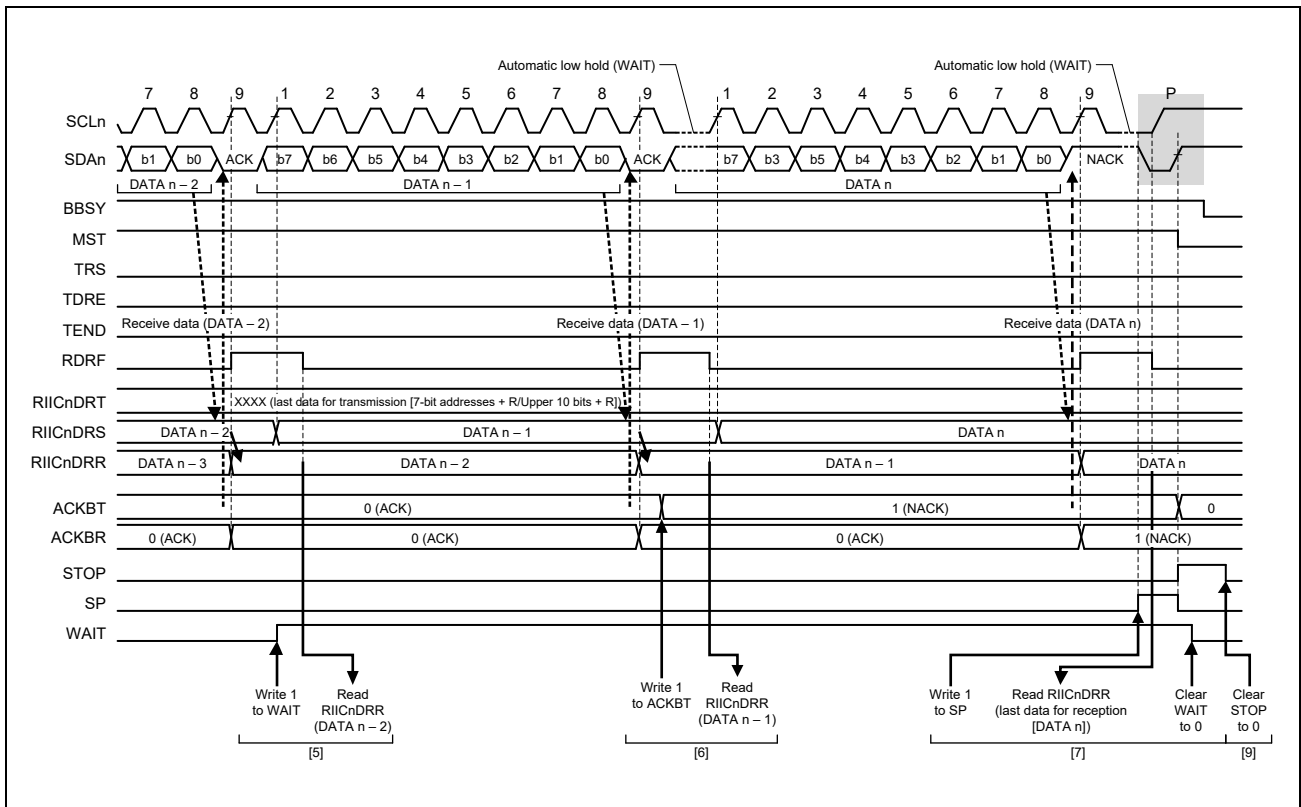 Automatic low hold (WAIT) Automatic low hold (WAIT)
7 8 9 1 2 3 4 5 6 7 8 9 1 2 3 4 5 6 7 8 9 P
SCLn
SDAn b1 b0 ACK b7 b6 b5 b4 b3 b2 b1 b0 ACK b7 b3 b5 b4 b3 b2 b1 b0 NACK
DATA n – 2 DATA n – 1 DATA n
BBSY
MST
TRS
TDRE
TEND Receive data (DATA – 2) Receive data (DATA – 1) Receive data (DATA n)
RDRF
RIICnDRT XXXX (last data for transmission [7-bit addresses + R/Upper 10 bits + R])
RIICnDRS DATA n – 2 DATA n – 1 DATA n
RIICnDRR DATA n – 3 DATA n – 2 DATA n – 1 DATA n
ACKBT 0 (ACK) 1 (NACK) 0
ACKBR 0 (ACK) 0 (ACK) 0 (ACK) 1 (NACK)
STOP
SP
WAIT
Write 1
to WAIT
Read
RIICnDRR
(DATA n – 2)
[5]
Write 1
to ACKBT
Read
RIICnDRR
(DATA n – 1)
[6]
Write 1
to SP
Read RIICnDRR
(last data for reception
[DATA n])
Clear
WAIT
to 0
[7]
Clear
STOP
to 0
[9]